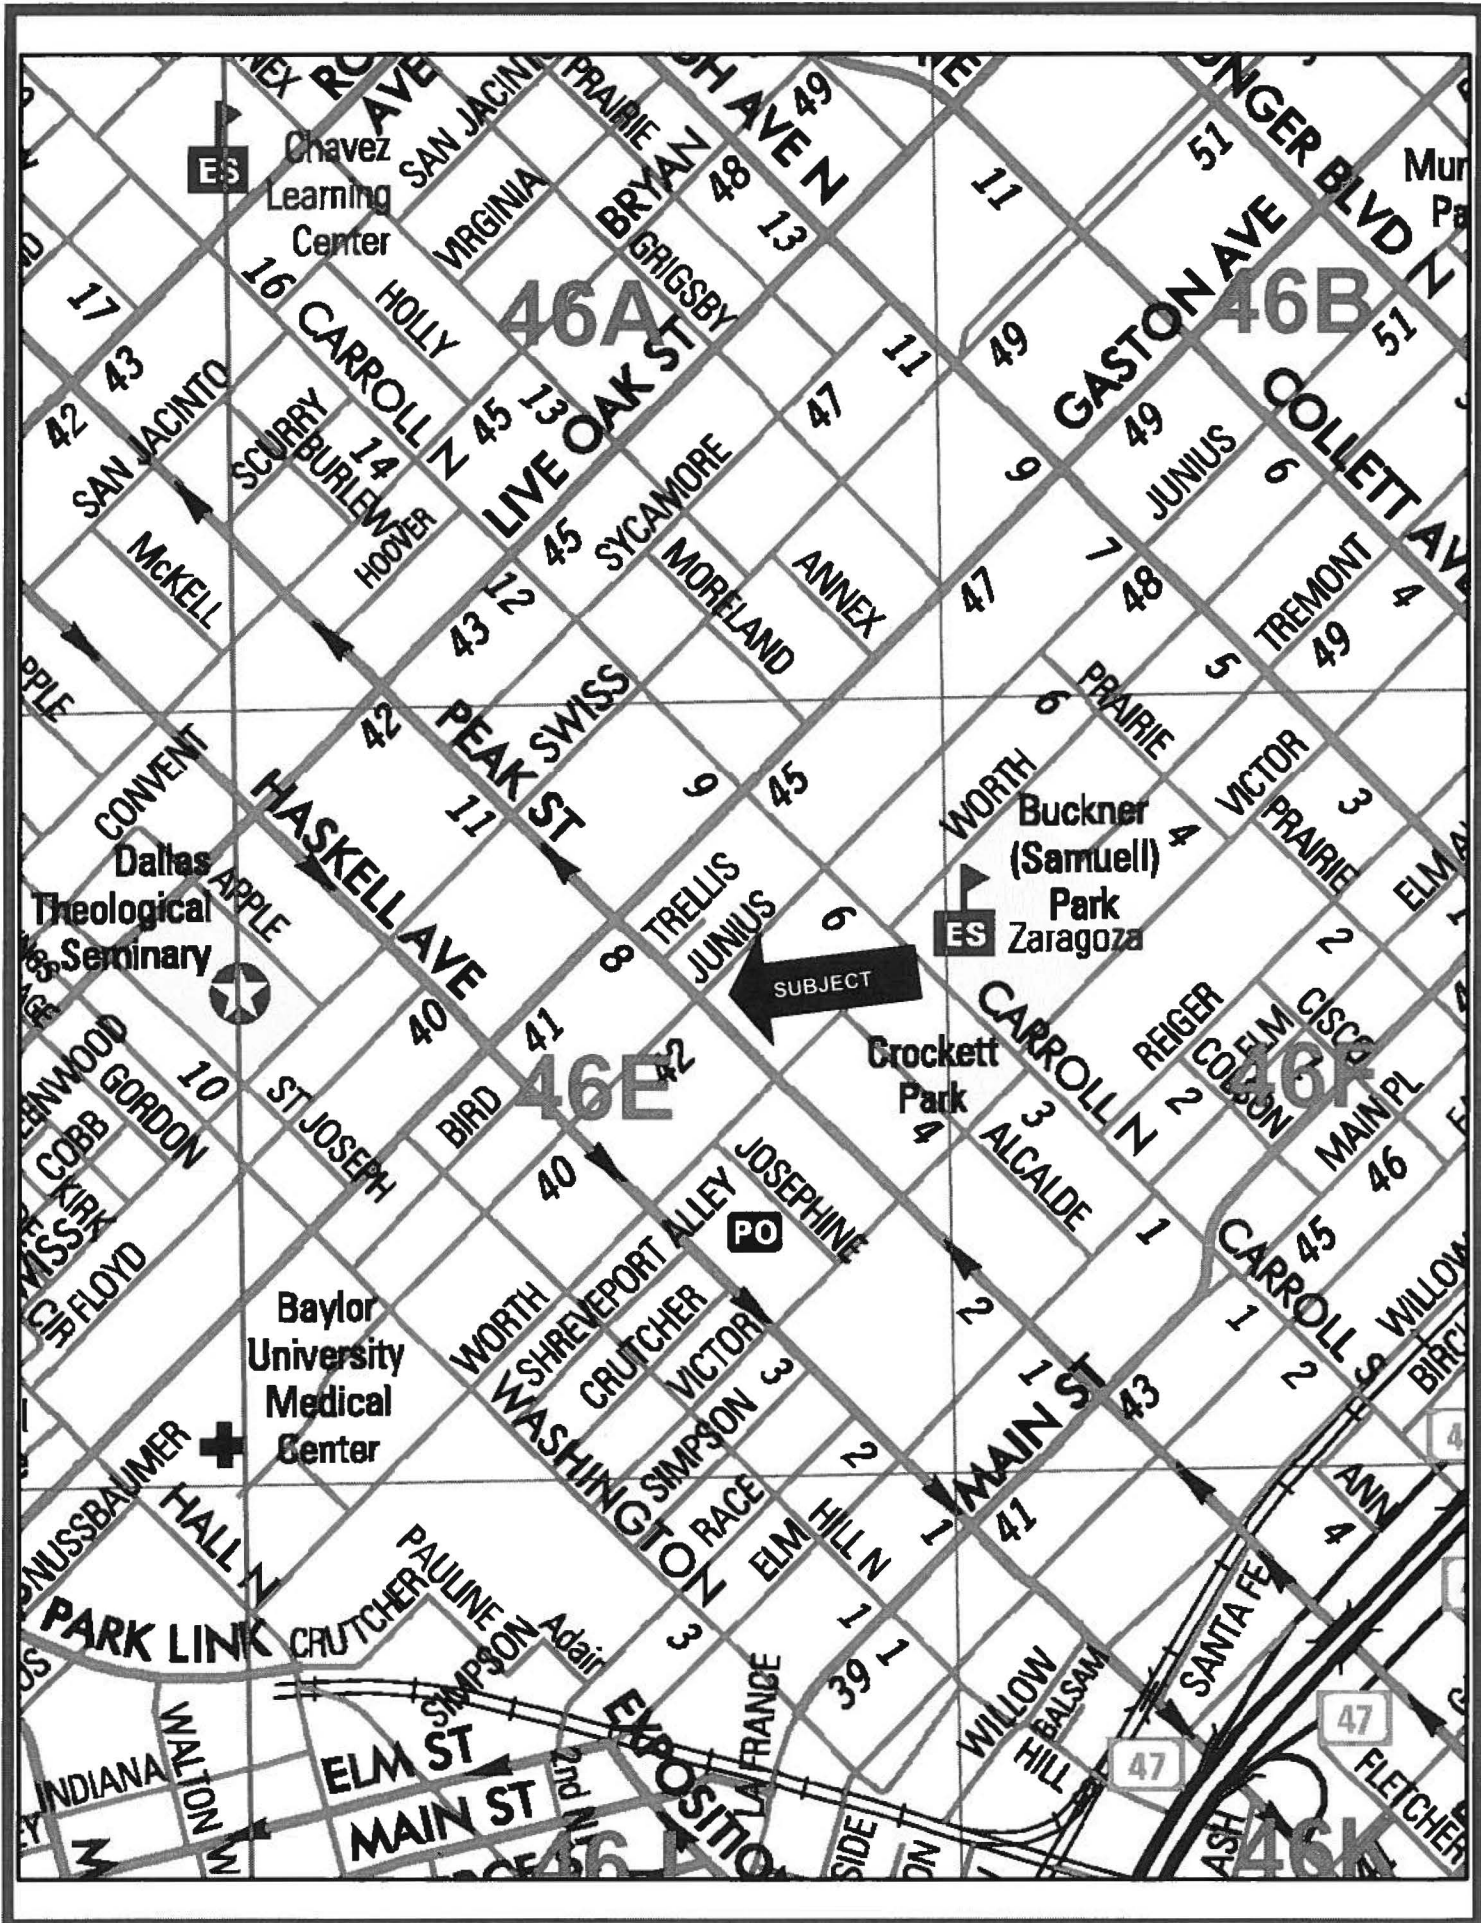 AVE
SAN JACINTO
PRAIRIE
49
ES
Chavez
Learning
Center
VIRGINIA
BRYAN
48
13
AVE N
11
51
BLVD N
GRIGSBY
46A
46B
GASTON AVE
51
17
16
CARROLL N
HOLLY
43
42
SAN JACINTO
SCURRY
BURLEW
14
HOOVER
45
13
LIVE OAK ST
47
11
49
49
COLLETT AVE
9
JUNIUS
6
McKELL
45
SYCAMORE
MORELAND
ANNEX
47
7
48
TREMONT
4
49
12
43
5
42
PEAK ST
SWISS
9
45
6
PRAIRIE
CONVENT
HASKELL AVE
11
WORTH
VICTOR
3
PRAIRIE
4
Buckner
(Samuell)
Park
ES
Zaragoza
Dallas
Theological
Seminary
APPLE
TRELLIS
JUNIUS
6
8
SUBJECT
2
1
40
41
46E
42
Crockett
Park
CARROLL N
REIGER
ELM
CISCO
46F
GORDON
10
ST JOSEPH
BIRD
COBB
KIRK
CIR
FLOYD
40
ALLEY
SHREVEPORT
JOSEPHINE
PO
4
3
ALCALDE
2
MAIN PL
46
1
CARROLL S
45
WILLOW
Baylor
University
Medical
Center
WORTH
CRUTCHER
VICTOR
3
WASHINGTON
SIMPSON
2
1
MAIN ST
43
1
2
NUSSBAUMER
HALL N
RACE
ELM
HILL N
2
1
41
ANN
4
PARK LINK
CRUTCHER
PAULINE
SIMPSON
Adair
3
1
1
39
SANTA FE
WILLOW
BALSAM
HILL S
47
47
WALTON
INDIANA
ELM ST
MAIN ST
2nd N
EXPOSITION
LA FRANCE
ASH
46K
FLETCHER